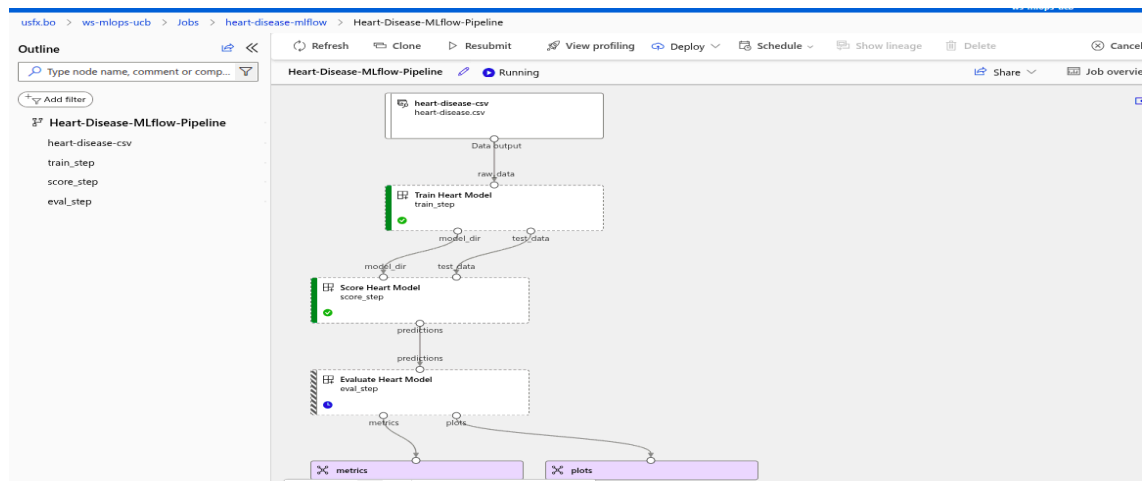 ws-mlops-ucb
usfx.bo > ws-mlops-ucb > Jobs > heart-disease-mlflow > Heart-Disease-MLflow-Pipeline
Outline
Type node name, comment or comp...
Add filter
Heart-Disease-MLflow-Pipeline
heart-disease-csv
train_step
score_step
eval_step
Refresh Clone Resubmit View profiling Deploy Schedule Show lineage Delete Cancel
Heart-Disease-MLflow-Pipeline Running Share Job overvie
heart-disease-csv
heart-disease.csv
Data output
raw_data
Train Heart Model
train_step
model_dir test_data
model_dir test_data
Score Heart Model
score_step
predictions
predictions
Evaluate Heart Model
eval_step
metrics plots
metrics plots